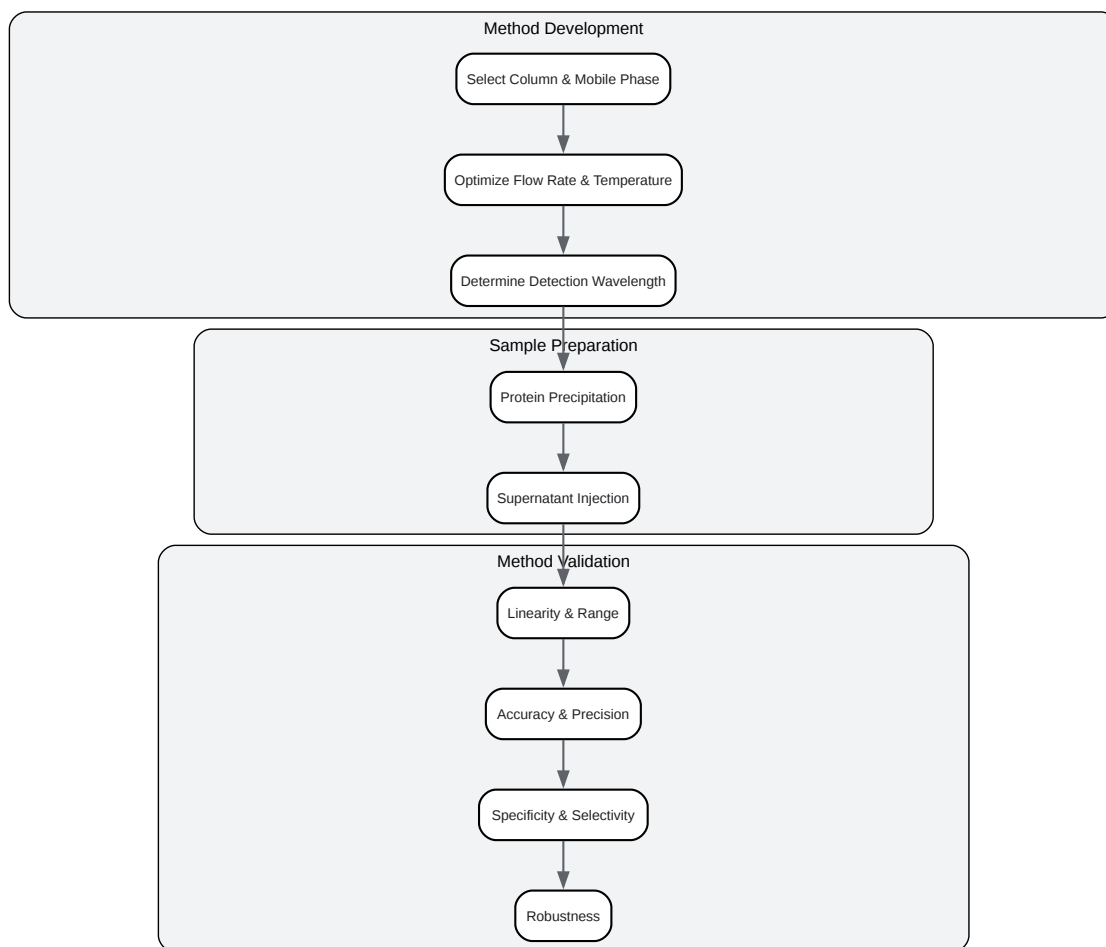 Method Development
Select Column & Mobile Phase
Optimize Flow Rate & Temperature
Determine Detection Wavelength
Sample Preparation
Protein Precipitation
Supernatant Injection
Method Validation
Linearity & Range
Accuracy & Precision
Specificity & Selectivity
Robustness